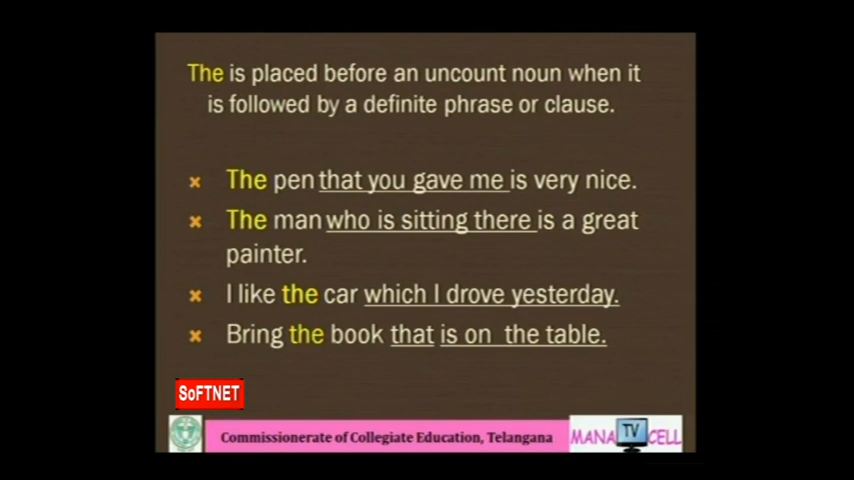 The is placed before an uncount noun when it
is followed by a definite phrase or clause.
× The pen that you gave me is very nice.
× The man who is sitting there is a great
painter.
× I like the car which I drove yesterday.
× Bring the book that is on the table.
SoFTNET
Commissionerate of Collegiate Education, Telangana
MANA TV CELL